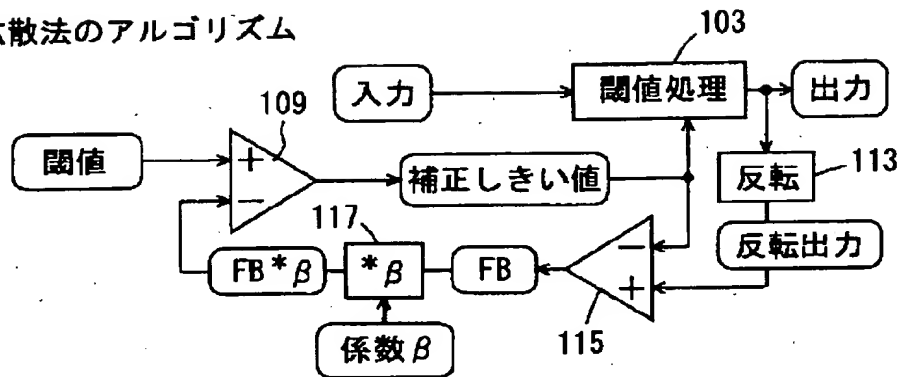 散法のアルゴリズム
103
入力
閾値処理
出力
109
閾値
+
−
補正しきい値
反転
113
117
反転出力
FB*β
*β
FB
−
+
115
係数β